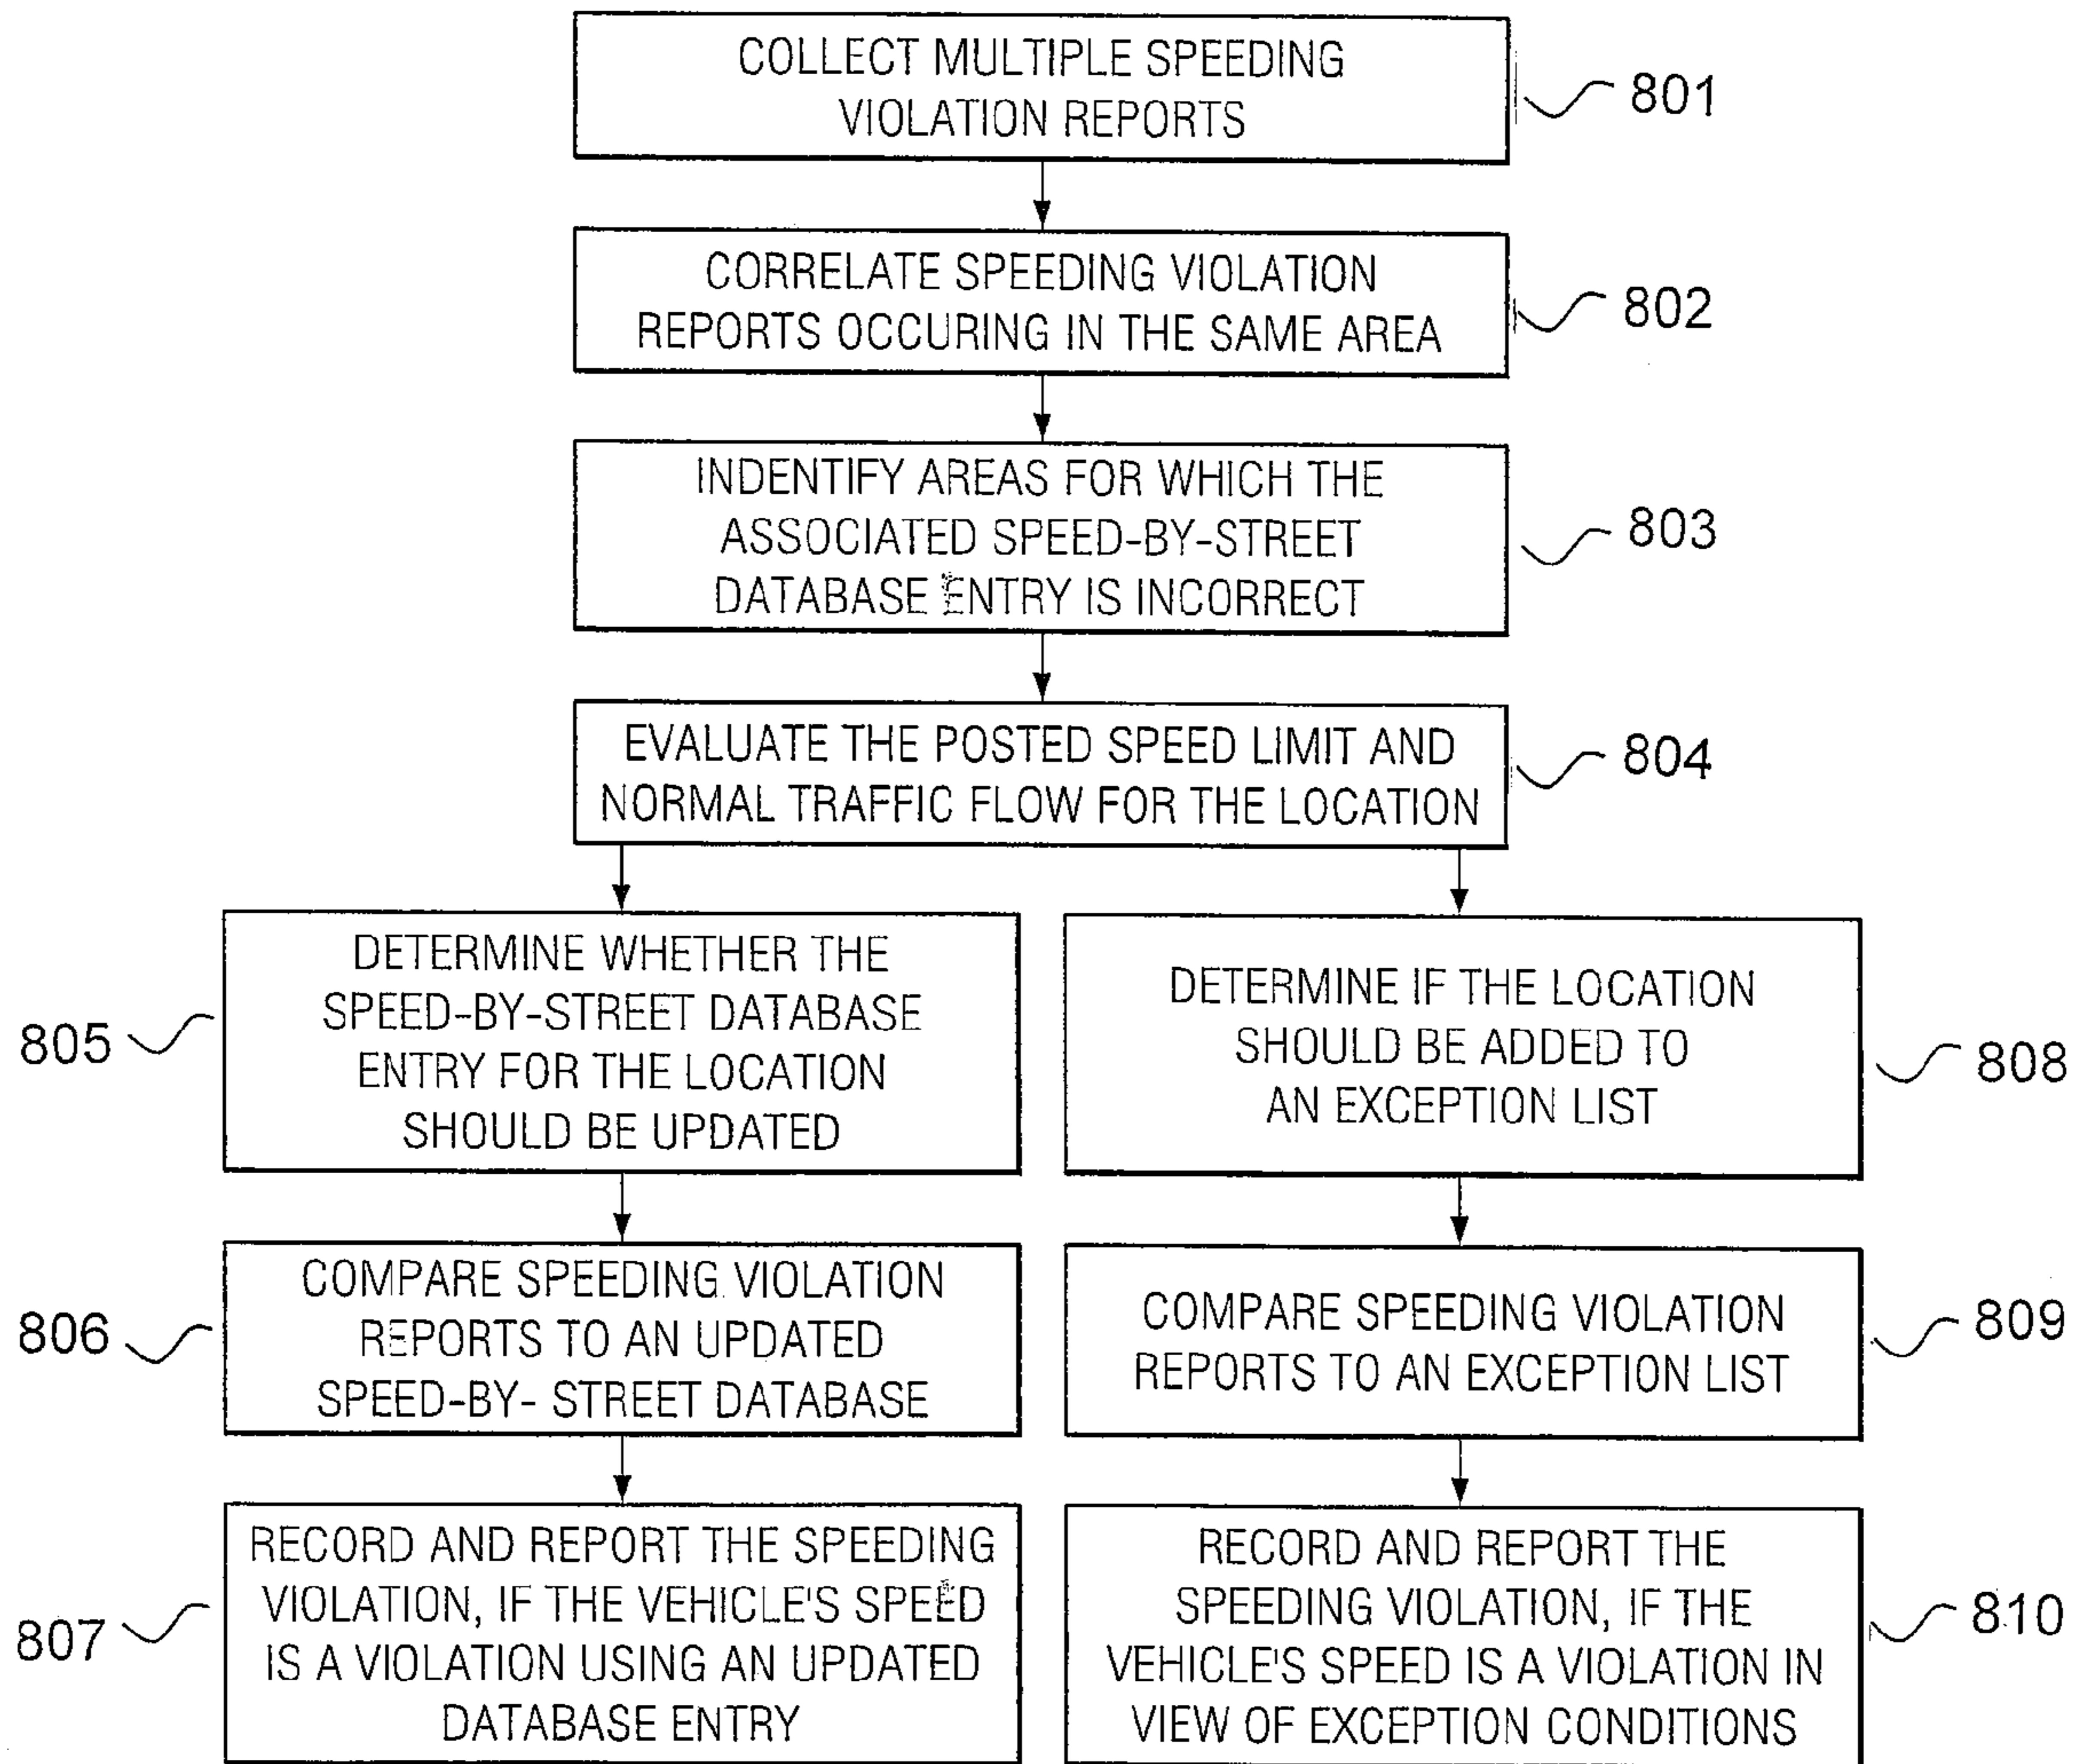 COLLECT MULTIPLE SPEEDING
VIOLATION REPORTS
801
CORRELATE SPEEDING VIOLATION
REPORTS OCCURING IN THE SAME AREA
802
INDENTIFY AREAS FOR WHICH THE
ASSOCIATED SPEED-BY-STREET
DATABASE ENTRY IS INCORRECT
803
EVALUATE THE POSTED SPEED LIMIT AND
NORMAL TRAFFIC FLOW FOR THE LOCATION
804
DETERMINE WHETHER THE
SPEED-BY-STREET DATABASE
ENTRY FOR THE LOCATION
SHOULD BE UPDATED
805
COMPARE SPEEDING VIOLATION
REPORTS TO AN UPDATED
SPEED-BY- STREET DATABASE
806
RECORD AND REPORT THE SPEEDING
VIOLATION, IF THE VEHICLE'S SPEED
IS A VIOLATION USING AN UPDATED
DATABASE ENTRY
807
DETERMINE IF THE LOCATION
SHOULD BE ADDED TO
AN EXCEPTION LIST
808
COMPARE SPEEDING VIOLATION
REPORTS TO AN EXCEPTION LIST
809
RECORD AND REPORT THE
SPEEDING VIOLATION, IF THE
VEHICLE'S SPEED IS A VIOLATION IN
VIEW OF EXCEPTION CONDITIONS
810